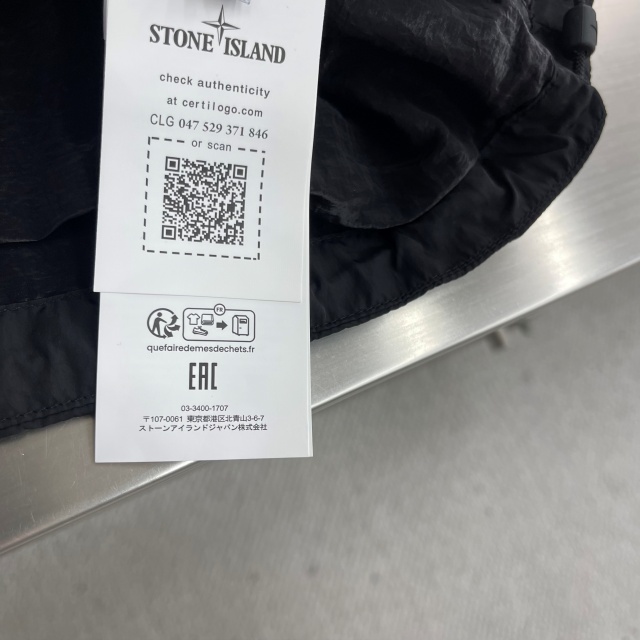 STONE ISLAND
check authenticity
at certilogo.com
CLG 047 529 371 846
or scan
FR
quefairedemesdechets.fr
EAC
03-3400-1707
〒107-0061 東京都港区北青山3-6-7
ストーンアイランドジャパン株式会社